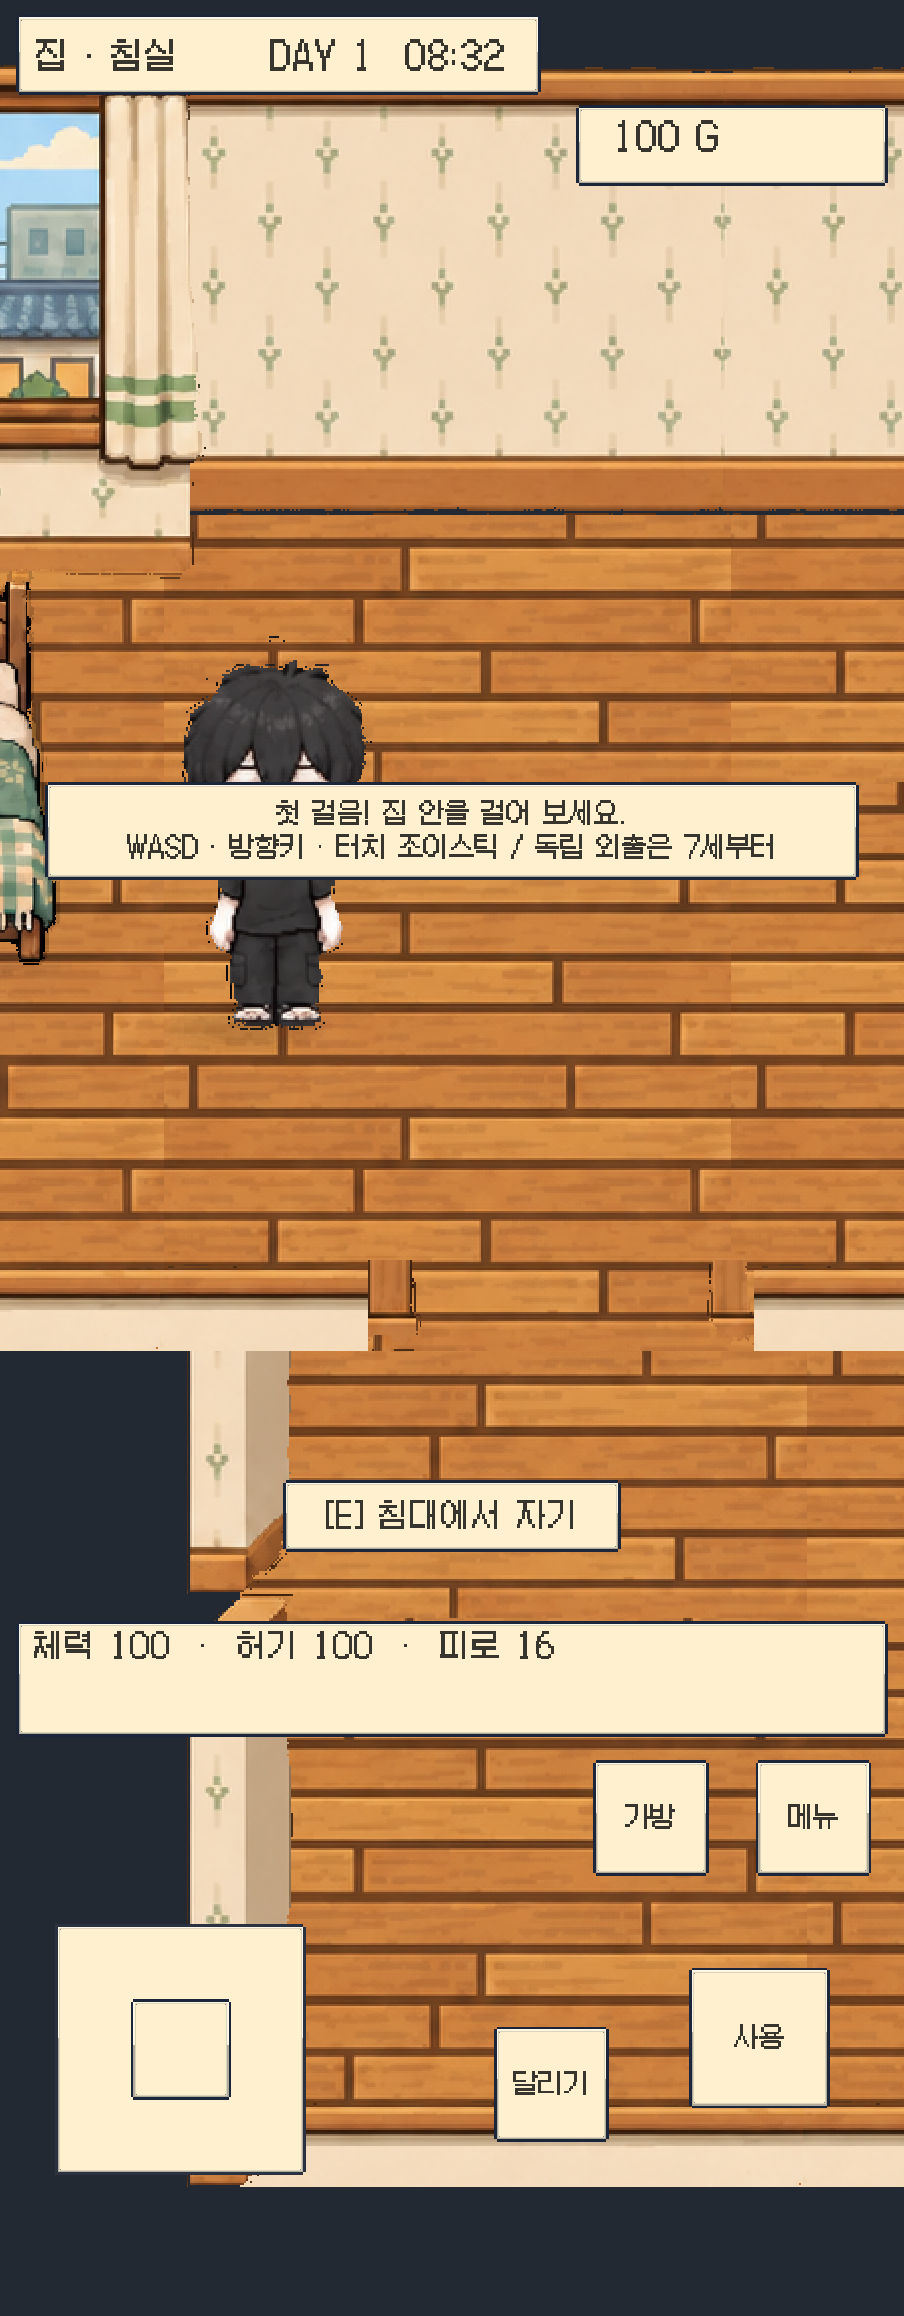 집 · 침실 DAY 1 08:32
100 G
첫 걸음! 집 안을 걸어 보세요.
WASD · 방향키 · 터치 조이스틱 / 독립 외출은 7세부터
[E] 침대에서 자기
체력 100 · 허기 100 · 피로 16
가방 메뉴
사용
달리기